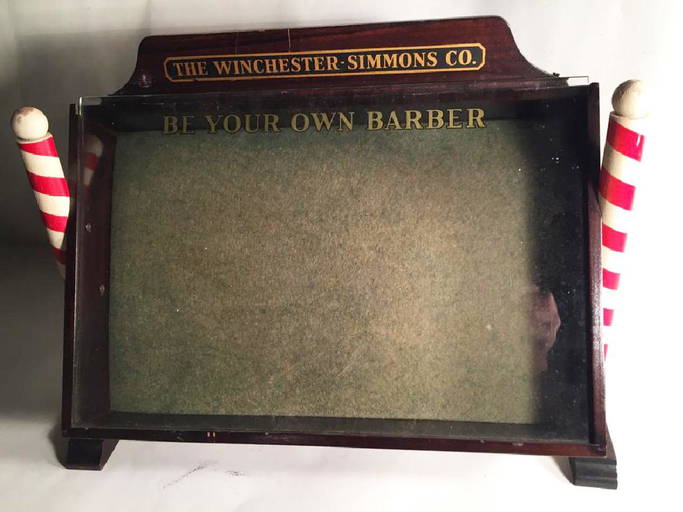 THE WINCHESTER-SIMMONS CO.
BE YOUR OWN BARBER